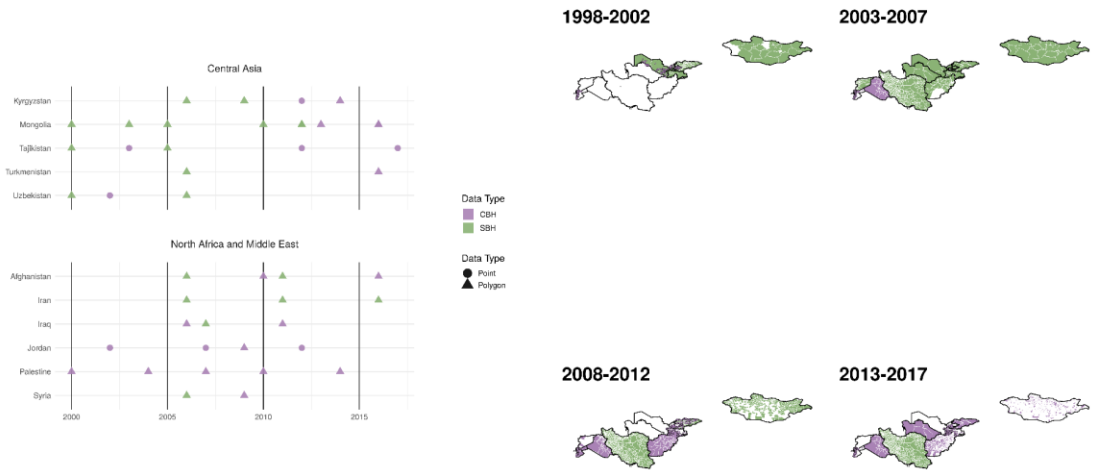 Central Asia
Kyrgyzstan
Mongolia
Tajikistan
Turkmenistan
Uzbekistan
North Africa and Middle East
Afghanistan
Iran
Iraq
Jordan
Palestine
Syria
2000 2005 2010 2015
Data Type
CBH
SBH
Data Type
Point
Polygon
1998-2002 2003-2007
2008-2012 2013-2017